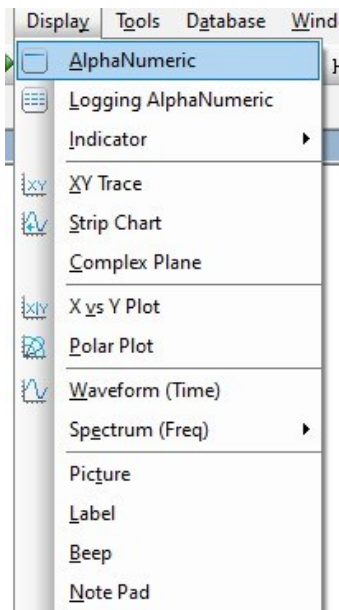 Display Tools Database Wind
AlphaNumeric
Logging AlphaNumeric
Indicator
XY Trace
Strip Chart
Complex Plane
X vs Y Plot
Polar Plot
Waveform (Time)
Spectrum (Freq)
Picture
Label
Beep
Note Pad